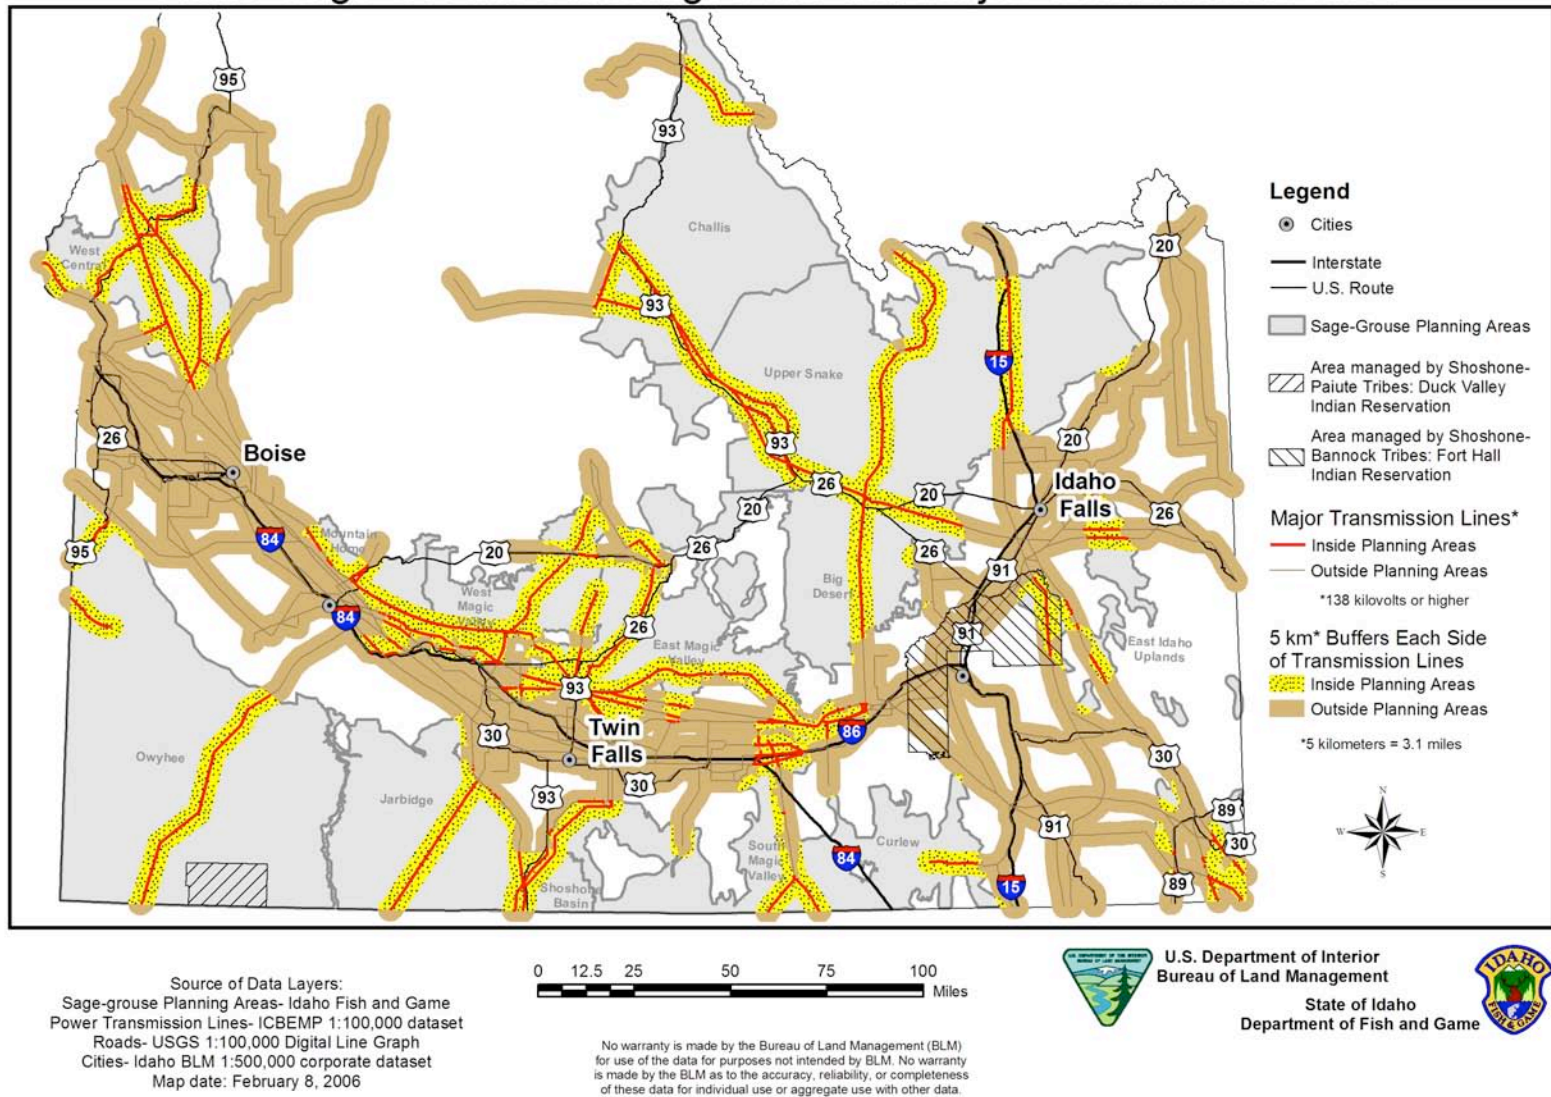 95
93
West
Central
Challis
20
93
15
Upper Snake
26
Boise
93
20
26
Idaho
Falls
20
26
95
84
Mountain
Home
20
26
26
91
84
West
Magic
26
Big
Desert
91
East Idaho
Uplands
East Magic
Valley
93
Twin
Falls
30
86
Owyhee
30
30
Jarbidge
93
89
91
30
Shoshone
Basin
South
Magic
Valley
84
Curlew
15
89
Legend
Cities
Interstate
U.S. Route
Sage-Grouse Planning Areas
Area managed by Shoshone-
Paiute Tribes: Duck Valley
Indian Reservation
Area managed by Shoshone-
Bannock Tribes: Fort Hall
Indian Reservation
Major Transmission Lines*
Inside Planning Areas
Outside Planning Areas
*138 kilovolts or higher
5 km* Buffers Each Side
of Transmission Lines
Inside Planning Areas
Outside Planning Areas
*5 kilometers = 3.1 miles
N
W E
S
Source of Data Layers:
Sage-grouse Planning Areas- Idaho Fish and Game
Power Transmission Lines- ICBEMP 1:100,000 dataset
Roads- USGS 1:100,000 Digital Line Graph
Cities- Idaho BLM 1:500,000 corporate dataset
Map date: February 8, 2006
0 12.5 25 50 75 100
Miles
No warranty is made by the Bureau of Land Management (BLM)
for use of the data for purposes not intended by BLM. No warranty
is made by the BLM as to the accuracy, reliability, or completeness
of these data for individual use or aggregate use with other data.
U.S. Department of Interior
Bureau of Land Management
State of Idaho
Department of Fish and Game
IDAHO
FISH & GAME